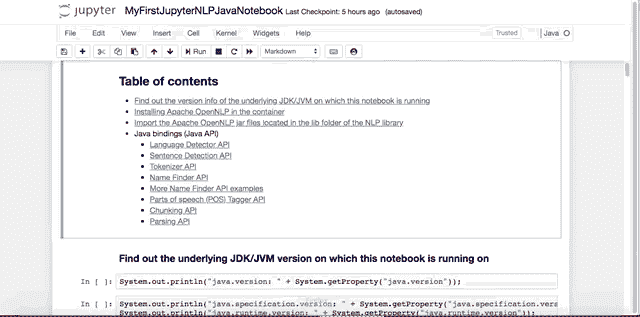 jupyter MyFirstJupyterNLPJavaNotebook Last Checkpoint: 5 hours ago (autosaved)
File Edit View Insert Cell Kernel Widgets Help Trusted Java
Run Markdown
Table of contents
Find out the version info of the underlying JDK/JVM on which this notebook is running
Installing Apache OpenNLP in the container
Import the Apache OpenNLP jar files located in the lib folder of the NLP library
Java bindings (Java API)
Language Detector API
Sentence Detection API
Tokenizer API
Name Finder API
More Name Finder API examples
Parts of speech (POS) Tagger API
Chunking API
Parsing API
Find out the underlying JDK/JVM version on which this notebook is running on
In [ ]: System.out.println("java.version: " + System.getProperty("java.version"));
In [ ]: System.out.println("java.specification.version: " + System.getProperty("java.specification.vers
System.out.println("java.runtime.version: " + System.getProperty("java.runtime.version"));